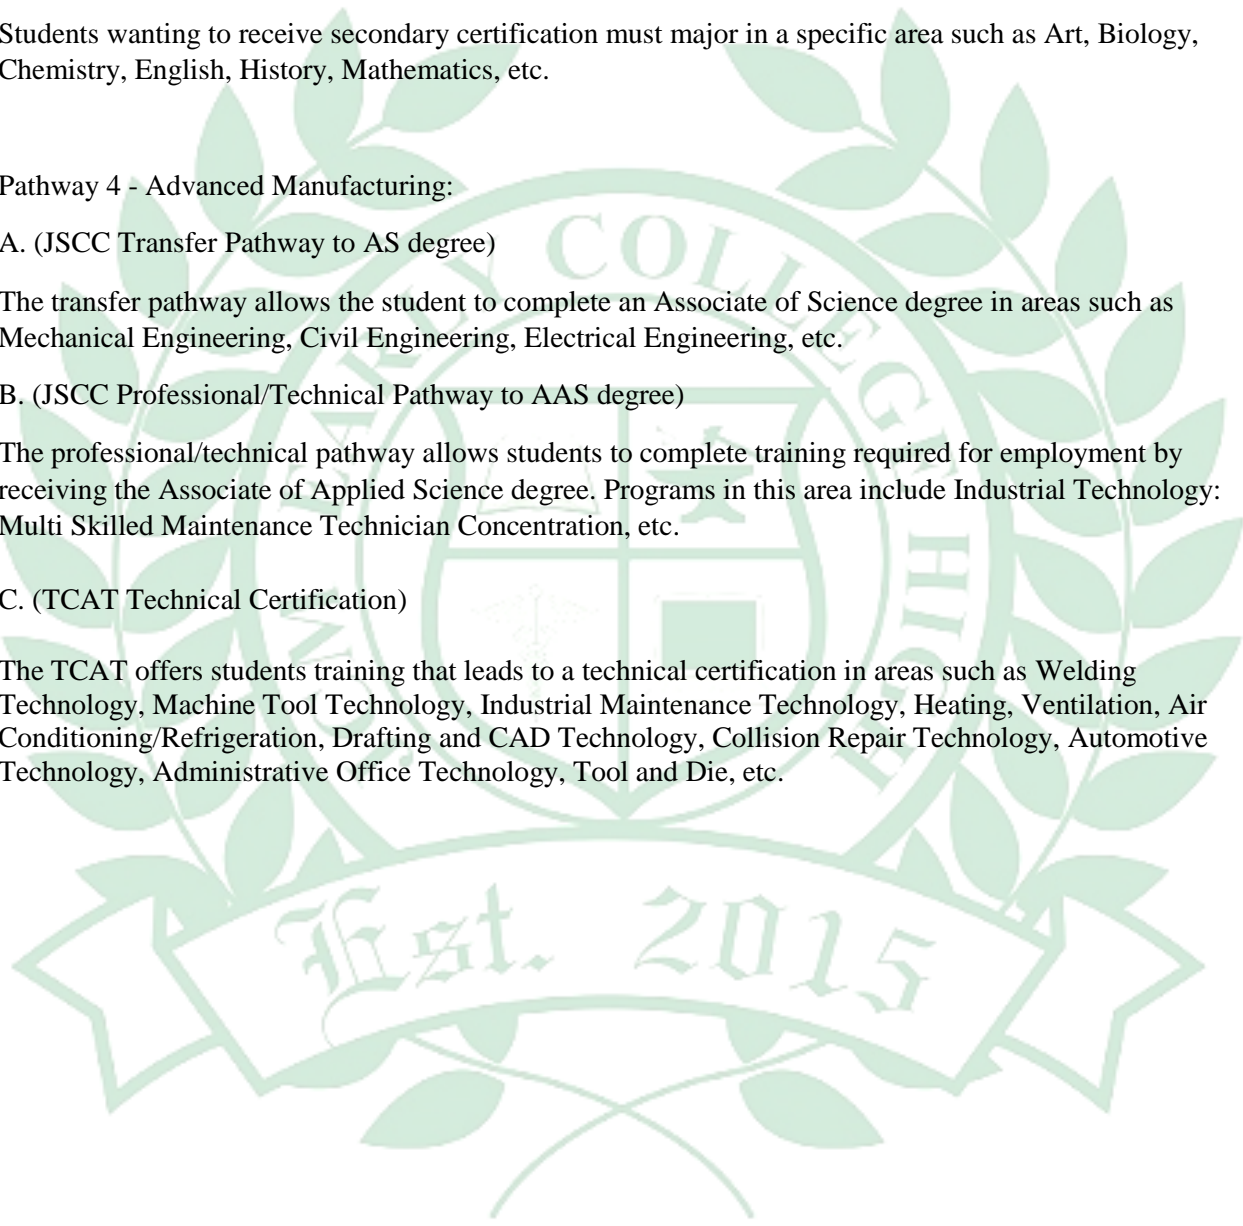 Students wanting to receive secondary certification must major in a specific area such as Art, Biology,
Chemistry, English, History, Mathematics, etc.
Pathway 4 - Advanced Manufacturing:
A. (JSCC Transfer Pathway to AS degree)
The transfer pathway allows the student to complete an Associate of Science degree in areas such as
Mechanical Engineering, Civil Engineering, Electrical Engineering, etc.
B. (JSCC Professional/Technical Pathway to AAS degree)
The professional/technical pathway allows students to complete training required for employment by
receiving the Associate of Applied Science degree. Programs in this area include Industrial Technology:
Multi Skilled Maintenance Technician Concentration, etc.
C. (TCAT Technical Certification)
The TCAT offers students training that leads to a technical certification in areas such as Welding
Technology, Machine Tool Technology, Industrial Maintenance Technology, Heating, Ventilation, Air
Conditioning/Refrigeration, Drafting and CAD Technology, Collision Repair Technology, Automotive
Technology, Administrative Office Technology, Tool and Die, etc.
EARLY COLLEGE HIGH
Est. 2015